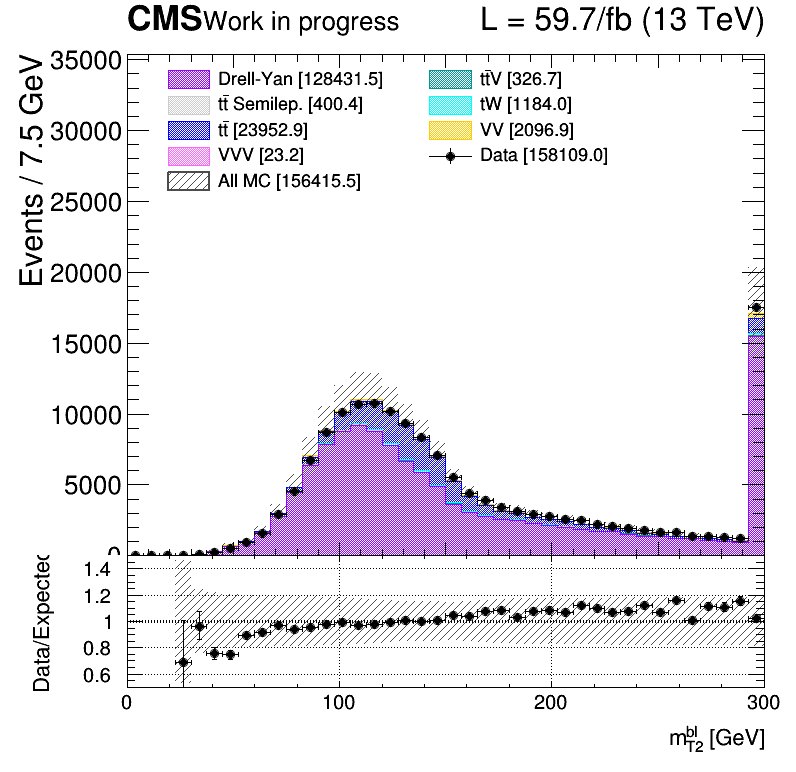 CMS Work in progress L = 59.7/fb (13 TeV)
Events / 7.5 GeV
35000
30000
25000
20000
15000
10000
5000
0
Drell-Yan [128431.5]
tt̄ Semilep. [400.4]
tt̄ [23952.9]
VVV [23.2]
All MC [156415.5]
tt̄V [326.7]
tW [1184.0]
VV [2096.9]
Data [158109.0]
Data/Expected
1.4
1.2
1
0.8
0.6
0 100 200 300
m_{T2}^{bl} [GeV]